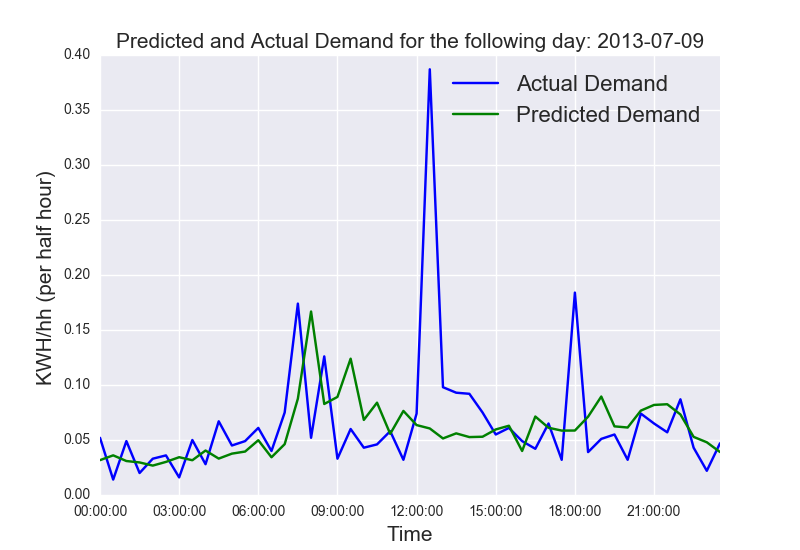 Predicted and Actual Demand for the following day: 2013-07-09
0.40
0.35
0.30
0.25
0.20
0.15
0.10
0.05
0.00
KWH/hh (per half hour)
Actual Demand
Predicted Demand
00:00:00 03:00:00 06:00:00 09:00:00 12:00:00 15:00:00 18:00:00 21:00:00
Time